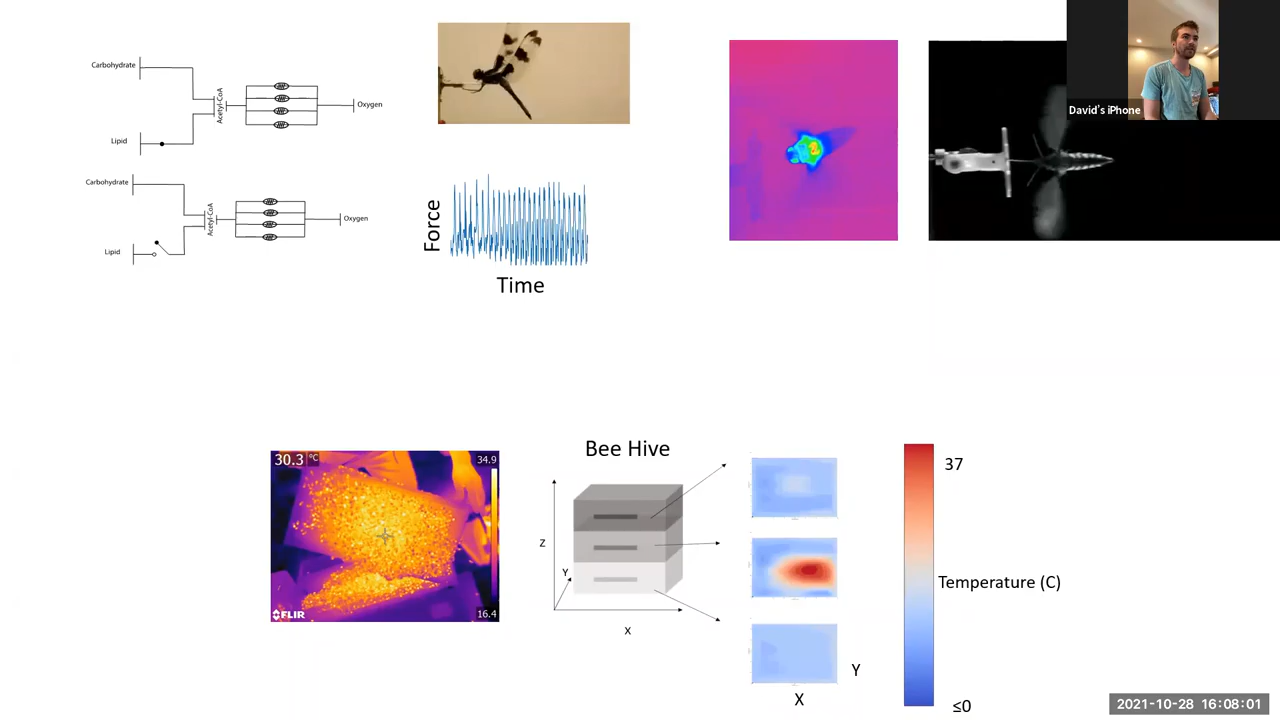 Carbohydrate
Acetyl-CoA
Oxygen
Lipid
Carbohydrate
Acetyl-CoA
Oxygen
Lipid
Force
Time
David's iPhone
30.3 °C
34.9
16.4
FLIR
Bee Hive
Z
Y
X
37
Temperature (C)
≤0
Y
X
2021-10-28 16:08:01